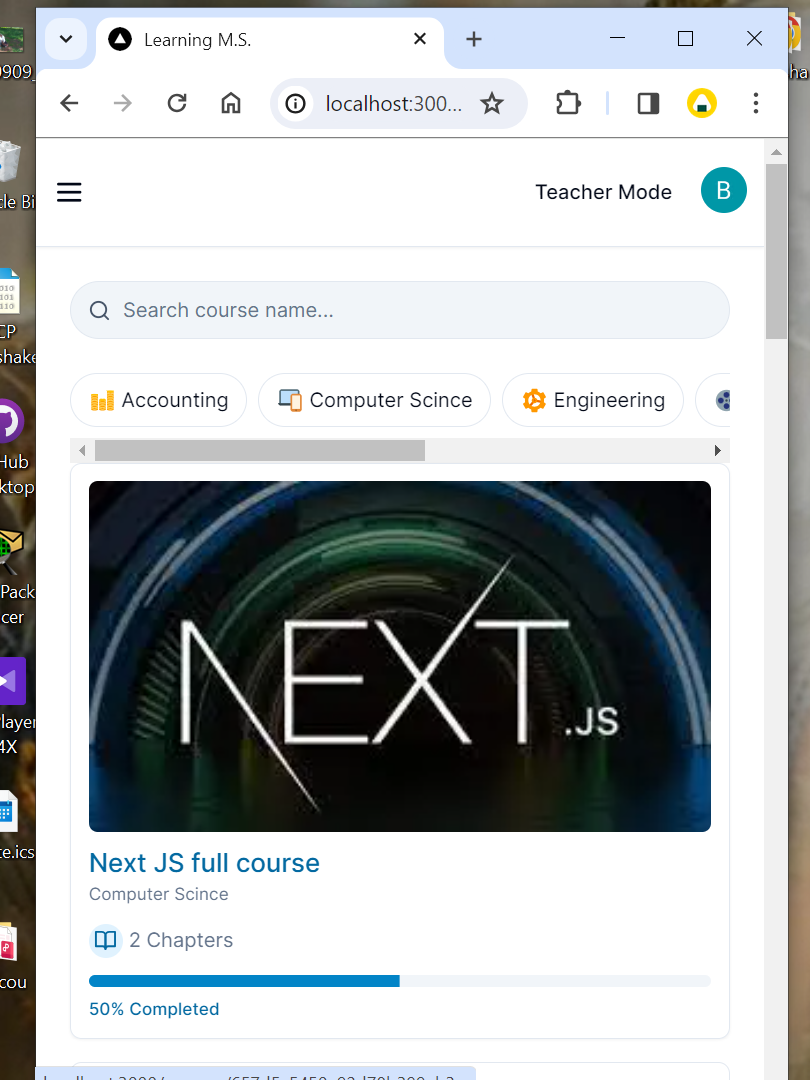 Learning M.S.
0909_
localhost:300...
Teacher Mode
B
Search course name...
Accounting
Computer Scince
Engineering
NEXT.JS
Next JS full course
Computer Scince
2 Chapters
50% Completed
cle Bi
CP
shake
Hub
ktop
Pack
cer
Player
4X
te.ics
cou
ha